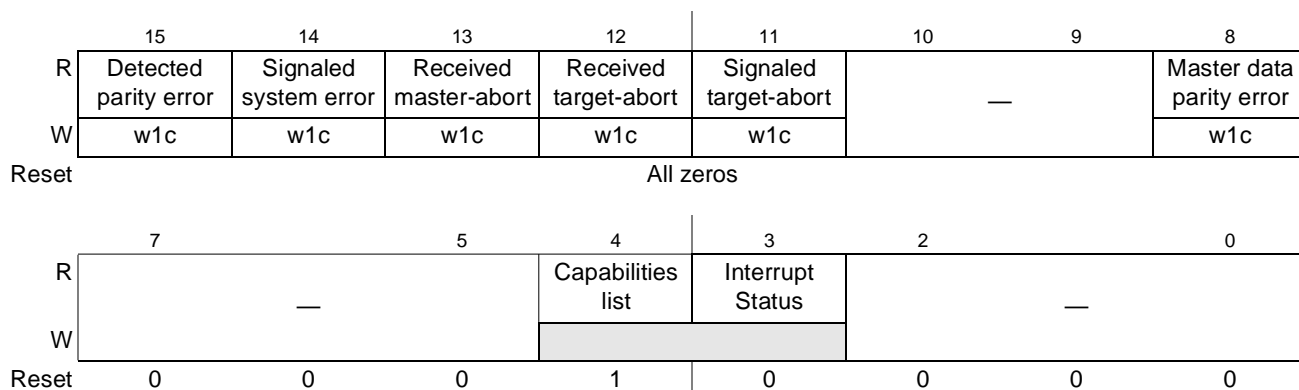 15 14 13 12 11 10 9 8
R Detected Signaled Received Received Signaled Master data
parity error system error master-abort target-abort target-abort — parity error
W w1c w1c w1c w1c w1c w1c
Reset All zeros
7 5 4 3 2 0
R Capabilities Interrupt
— list Status —
W
Reset 0 0 0 1 0 0 0 0